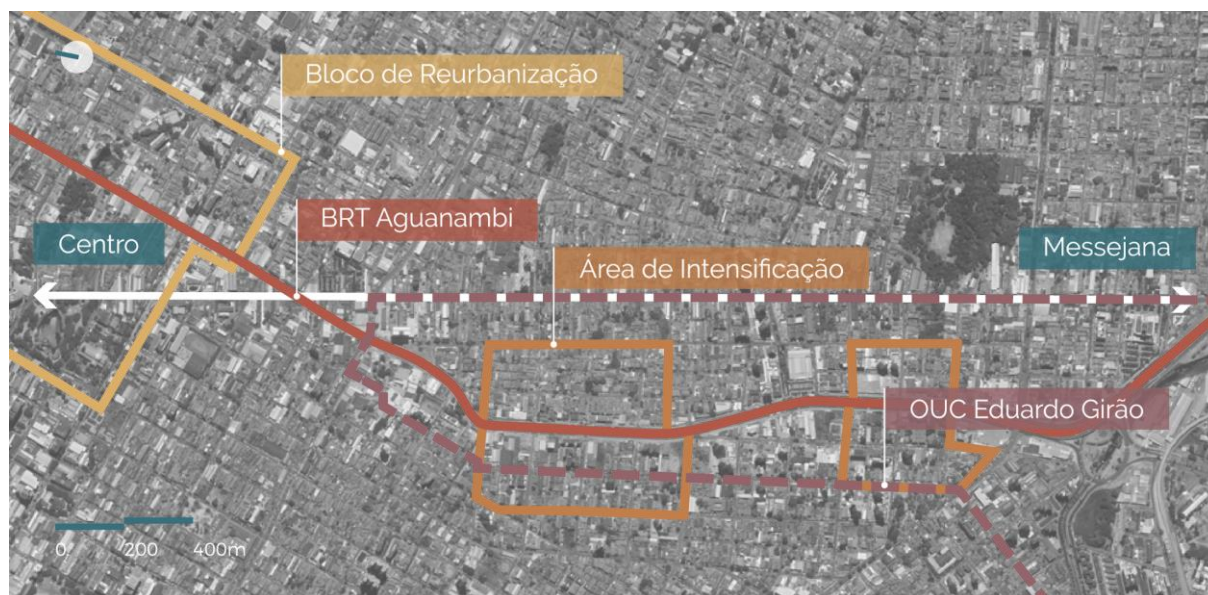 Bloco de Reurbanização
BRT Aguanambi
Centro
Área de Intensificação
Messejana
OUC Eduardo Girão
0 200 400m